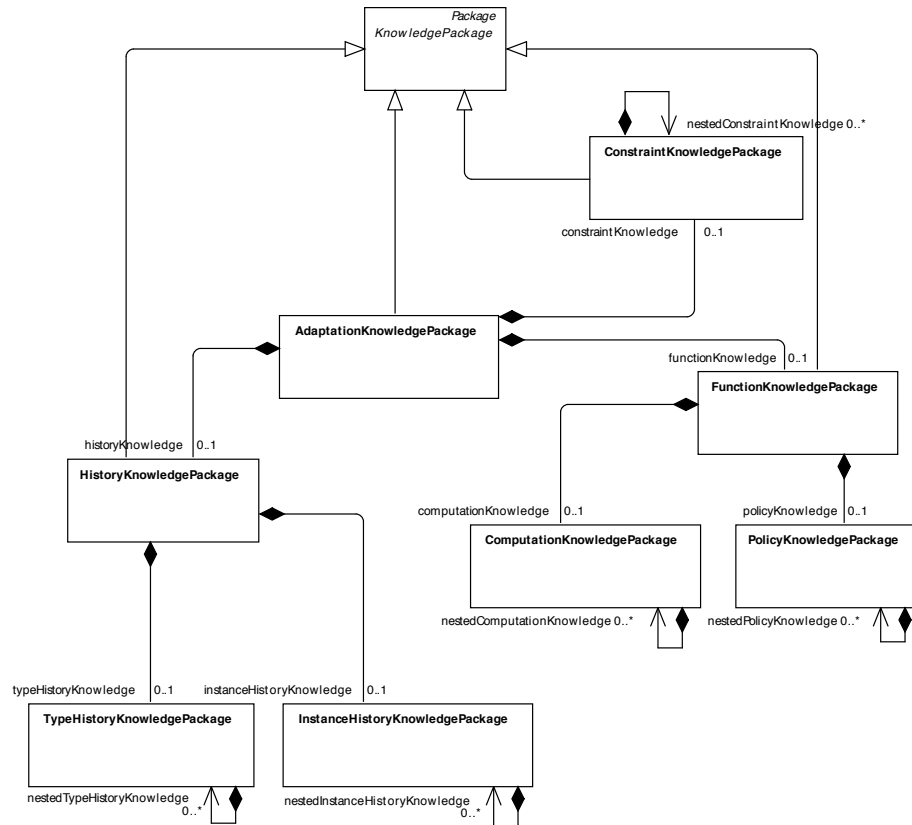 Package
KnowledgePackage
nestedConstraintKnowledge 0..*
ConstraintKnowledgePackage
constraintKnowledge 0..1
AdaptationKnowledgePackage
functionKnowledge 0..1
FunctionKnowledgePackage
historyKnowledge 0..1
HistoryKnowledgePackage
computationKnowledge 0..1
policyKnowledge 0..1
ComputationKnowledgePackage
PolicyKnowledgePackage
nestedComputationKnowledge 0..*
nestedPolicyKnowledge 0..*
typeHistoryKnowledge 0..1
instanceHistoryKnowledge 0..1
TypeHistoryKnowledgePackage
InstanceHistoryKnowledgePackage
nestedTypeHistoryKnowledge
0..*
nestedInstanceHistoryKnowledge
0..*